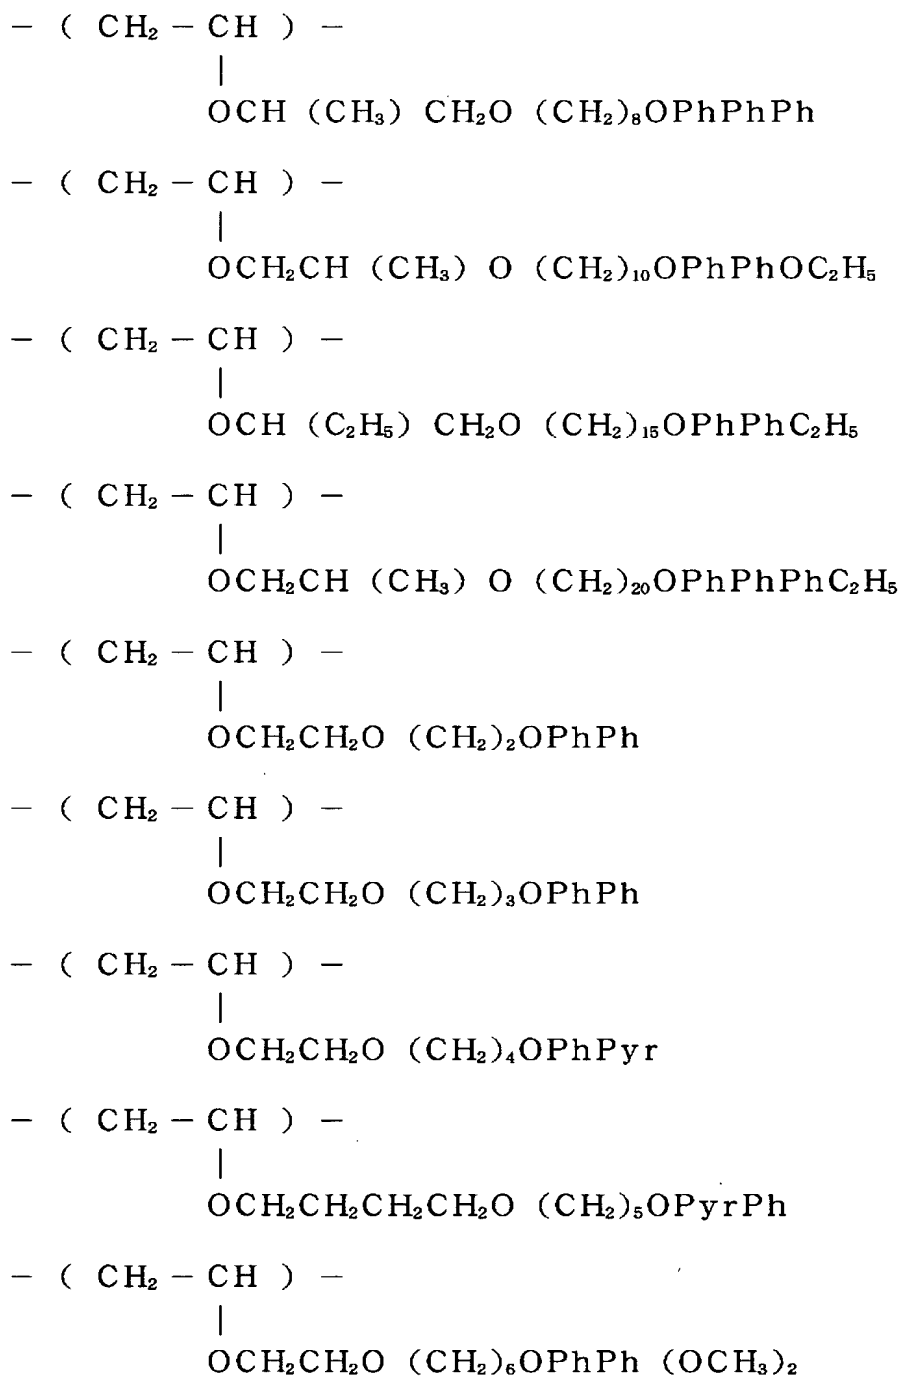 — ( CH₂ — CH ) —
|
OCH (CH₃) CH₂O (CH₂)₈OPhPhPh
— ( CH₂ — CH ) —
|
OCH₂CH (CH₃) O (CH₂)₁₀OPhPhOC₂H₅
— ( CH₂ — CH ) —
|
OCH (C₂H₅) CH₂O (CH₂)₁₅OPhPhC₂H₅
— ( CH₂ — CH ) —
|
OCH₂CH (CH₃) O (CH₂)₂₀OPhPhPhC₂H₅
— ( CH₂ — CH ) —
|
OCH₂CH₂O (CH₂)₂OPhPh
— ( CH₂ — CH ) —
|
OCH₂CH₂O (CH₂)₃OPhPh
— ( CH₂ — CH ) —
|
OCH₂CH₂O (CH₂)₄OPhPyr
— ( CH₂ — CH ) —
|
OCH₂CH₂CH₂CH₂O (CH₂)₅OPyrPh
— ( CH₂ — CH ) —
|
OCH₂CH₂O (CH₂)₆OPhPh (OCH₃)₂